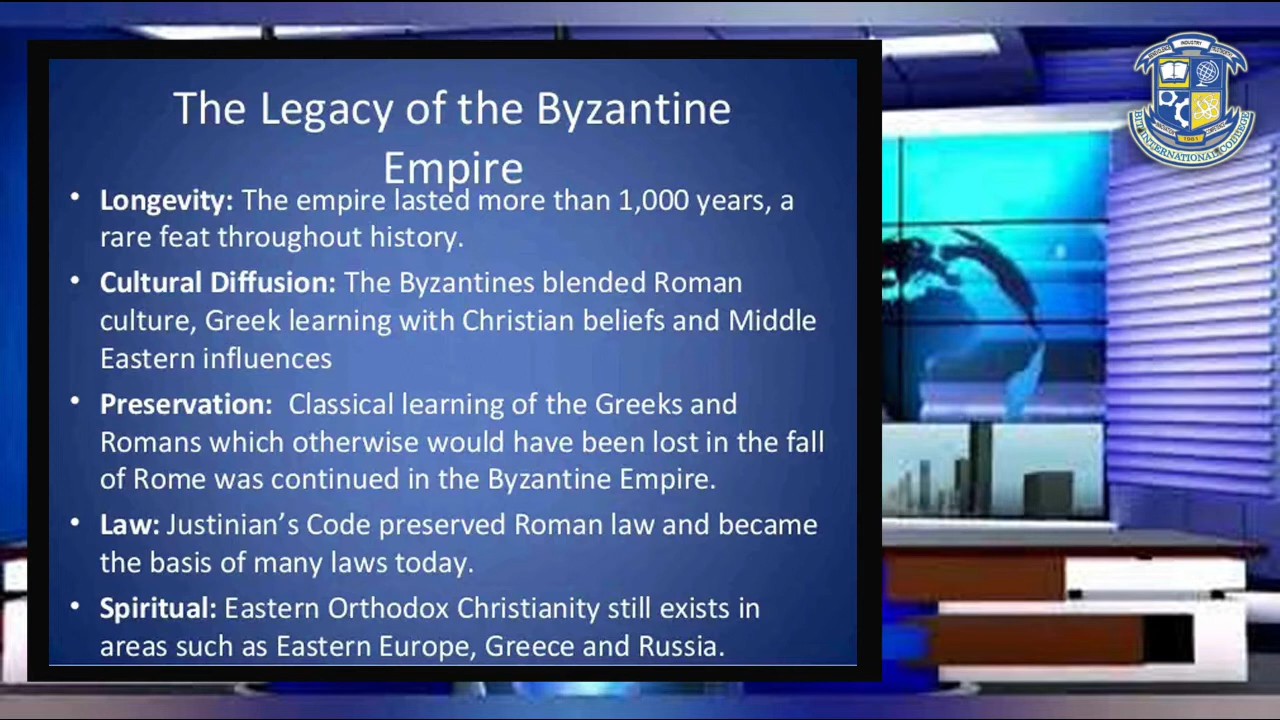 The Legacy of the Byzantine
Empire
• Longevity: The empire lasted more than 1,000 years, a
rare feat throughout history.
• Cultural Diffusion: The Byzantines blended Roman
culture, Greek learning with Christian beliefs and Middle
Eastern influences
• Preservation:  Classical learning of the Greeks and
Romans which otherwise would have been lost in the fall
of Rome was continued in the Byzantine Empire.
• Law: Justinian’s Code preserved Roman law and became
the basis of many laws today.
• Spiritual: Eastern Orthodox Christianity still exists in
areas such as Eastern Europe, Greece and Russia.
INDUSTRY
BIT INTERNATIONAL COLLEGE